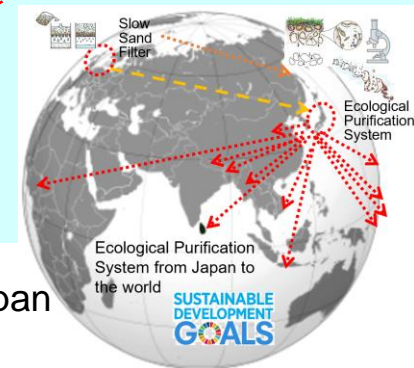 Slow
Sand
Filter
Ecological
Purification
System
Ecological Purification
System from Japan to
the world
SUSTAINABLE
DEVELOPMENT
GOALS